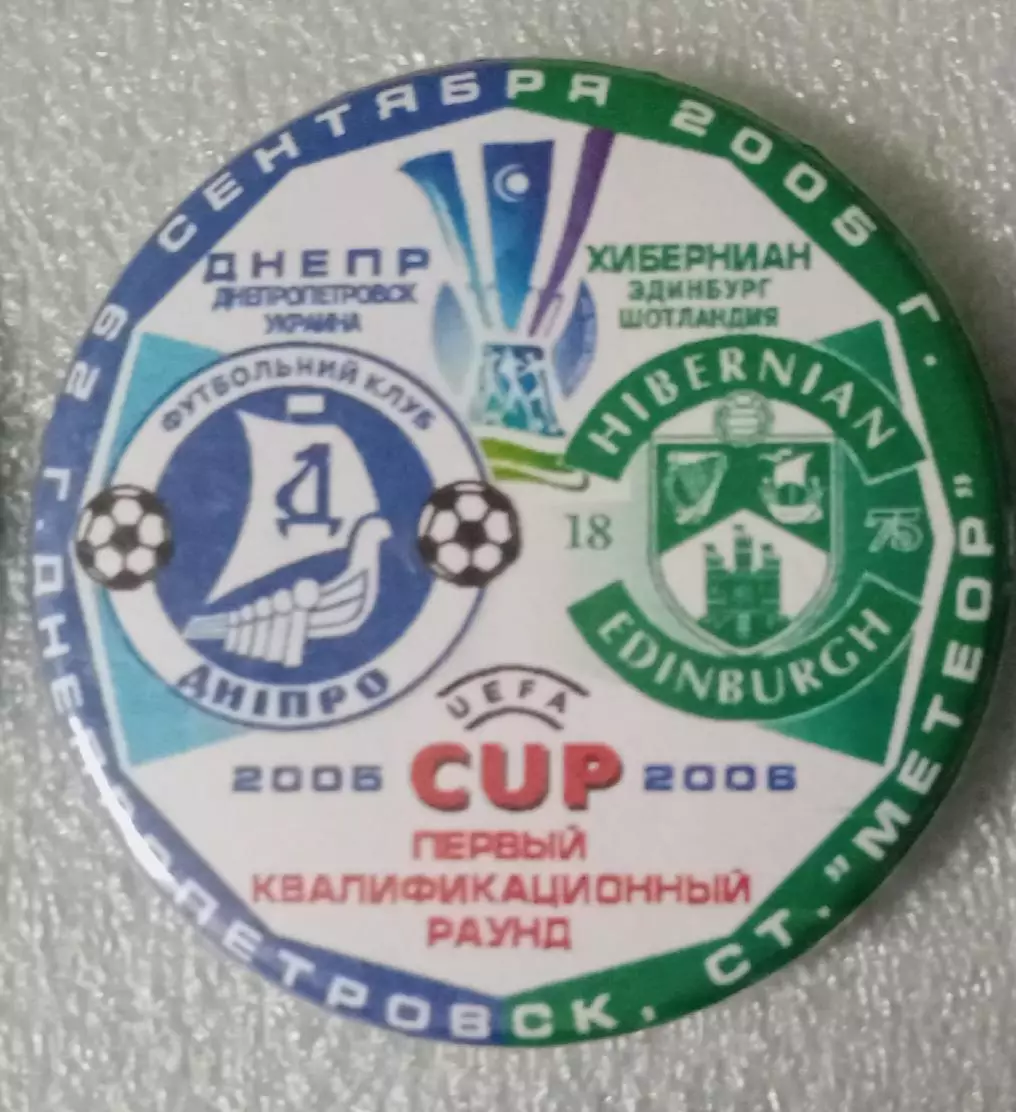 29 СЕНТЯБРЯ 2005 Г.
Г. ДНЕПРОПЕТРОВСК, СТ. "МЕТЕОР"
ДНЕПР
ДНЕПРОПЕТРОВСК
УКРАИНА
ХИБЕРНИАН
ЭДИНБУРГ
ШОТЛАНДИЯ
ФУТБОЛЬНИЙ КЛУБ
Д
ДНІПРО
HIBERNIAN
18 75
EDINBURGH
UEFA
2005 CUP 2006
ПЕРВЫЙ
КВАЛИФИКАЦИОННЫЙ
РАУНД